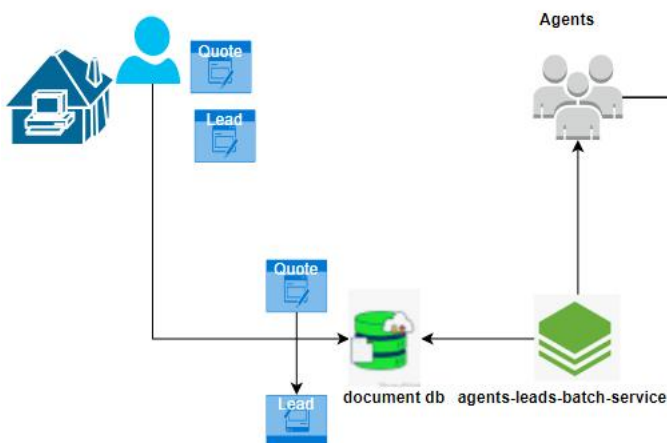 Agents
Quote
Lead
Quote
document db
agents-leads-batch-service
Lead